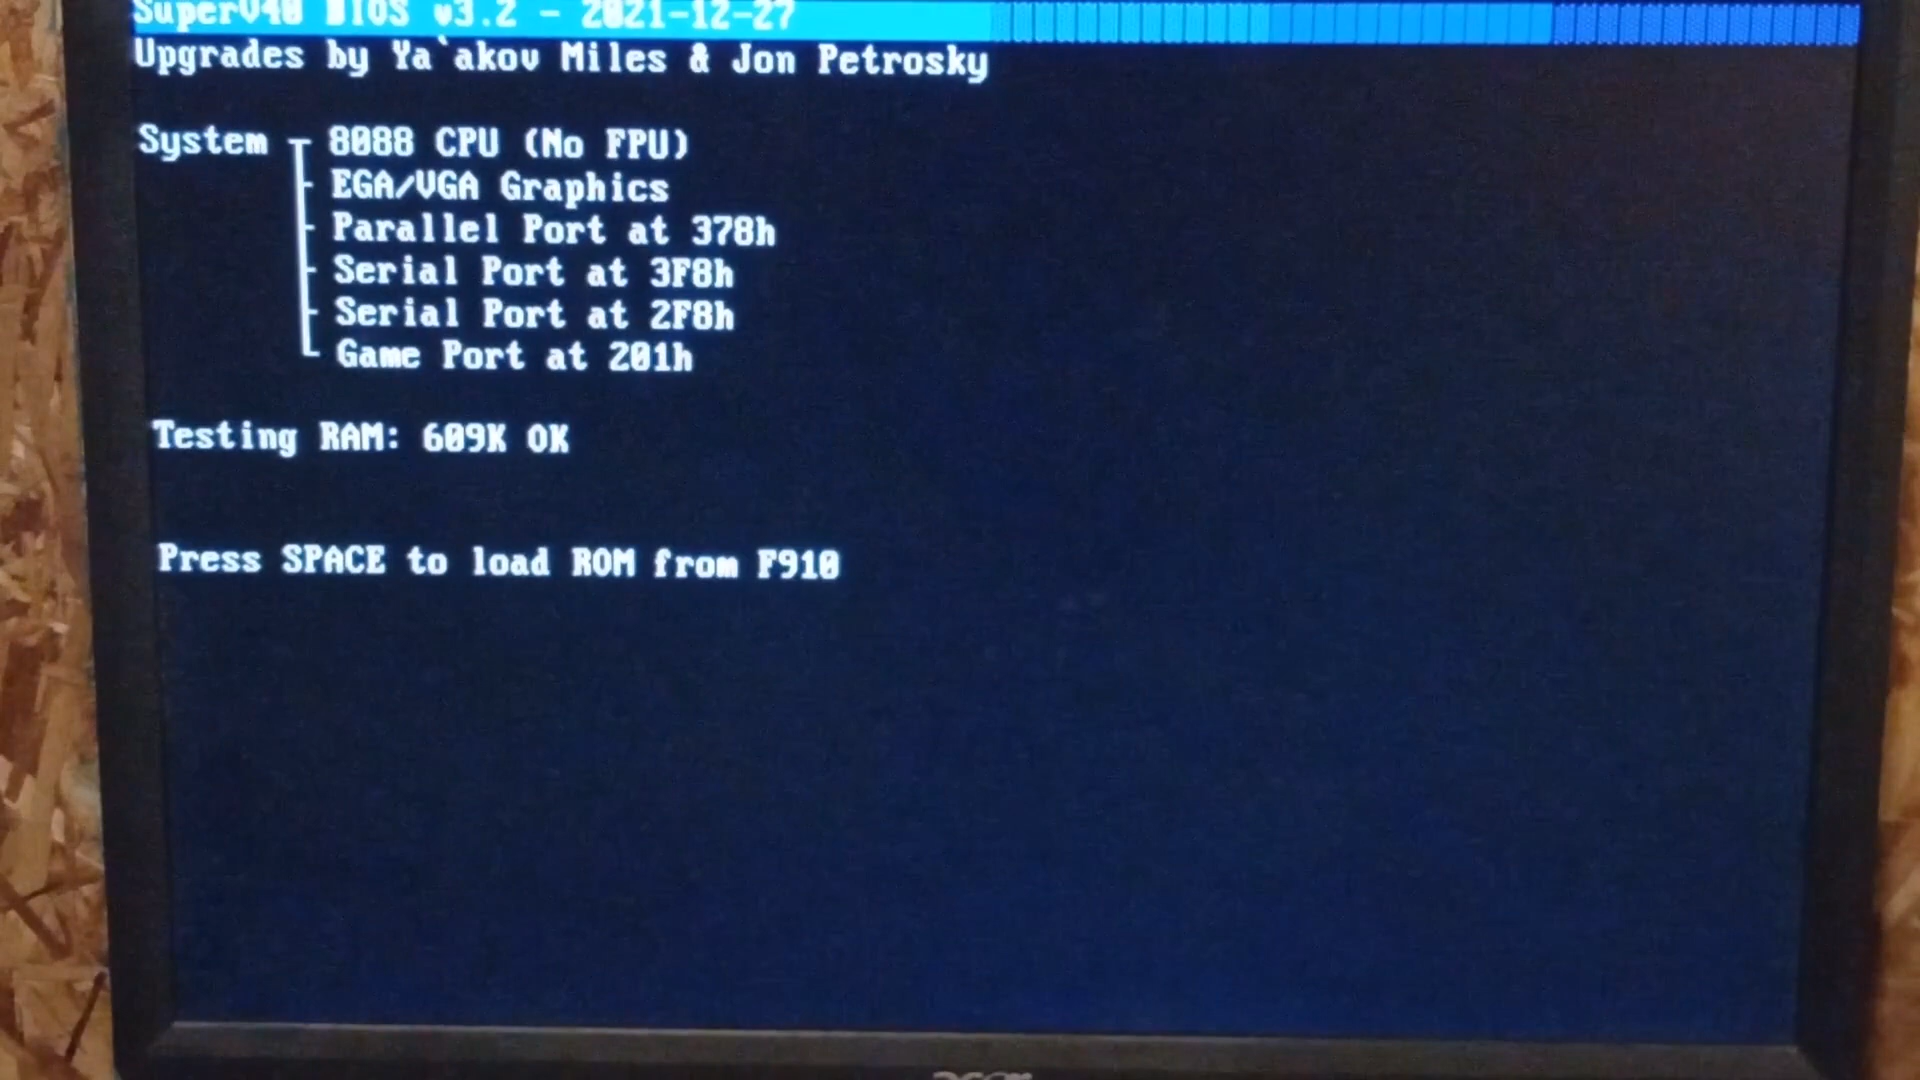 SuperV40 BIOS v3.2 - 2021-12-27
Upgrades by Ya`akov Miles & Jon Petrosky
System 8088 CPU (No FPU)
EGA/VGA Graphics
Parallel Port at 378h
Serial Port at 3F8h
Serial Port at 2F8h
Game Port at 201h
Testing RAM: 609K OK
Press SPACE to load ROM from F910